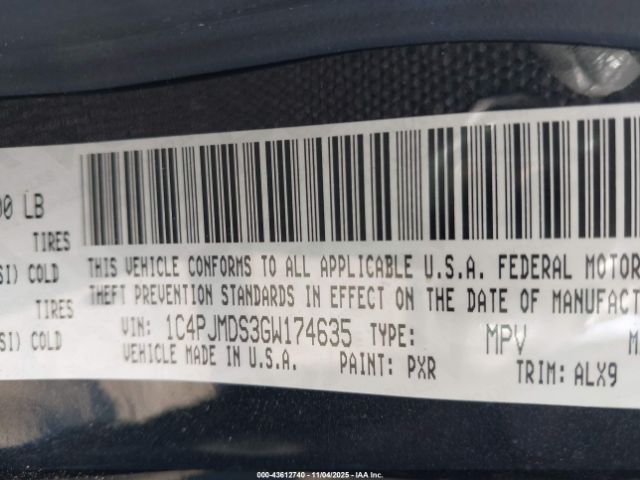 00 LB
TIRES
SI) COLD
TIRES
SI) COLD
THIS VEHICLE CONFORMS TO ALL APPLICABLE U.S.A. FEDERAL MOTOR
THEFT PREVENTION STANDARDS IN EFFECT ON THE DATE OF MANUFACT
VIN: 1C4PJMDS3GW174635 TYPE: MPV M
VEHICLE MADE IN U.S.A. PAINT: PXR TRIM: ALX9
000-43612740 - 11/04/2025 - IAAI.com